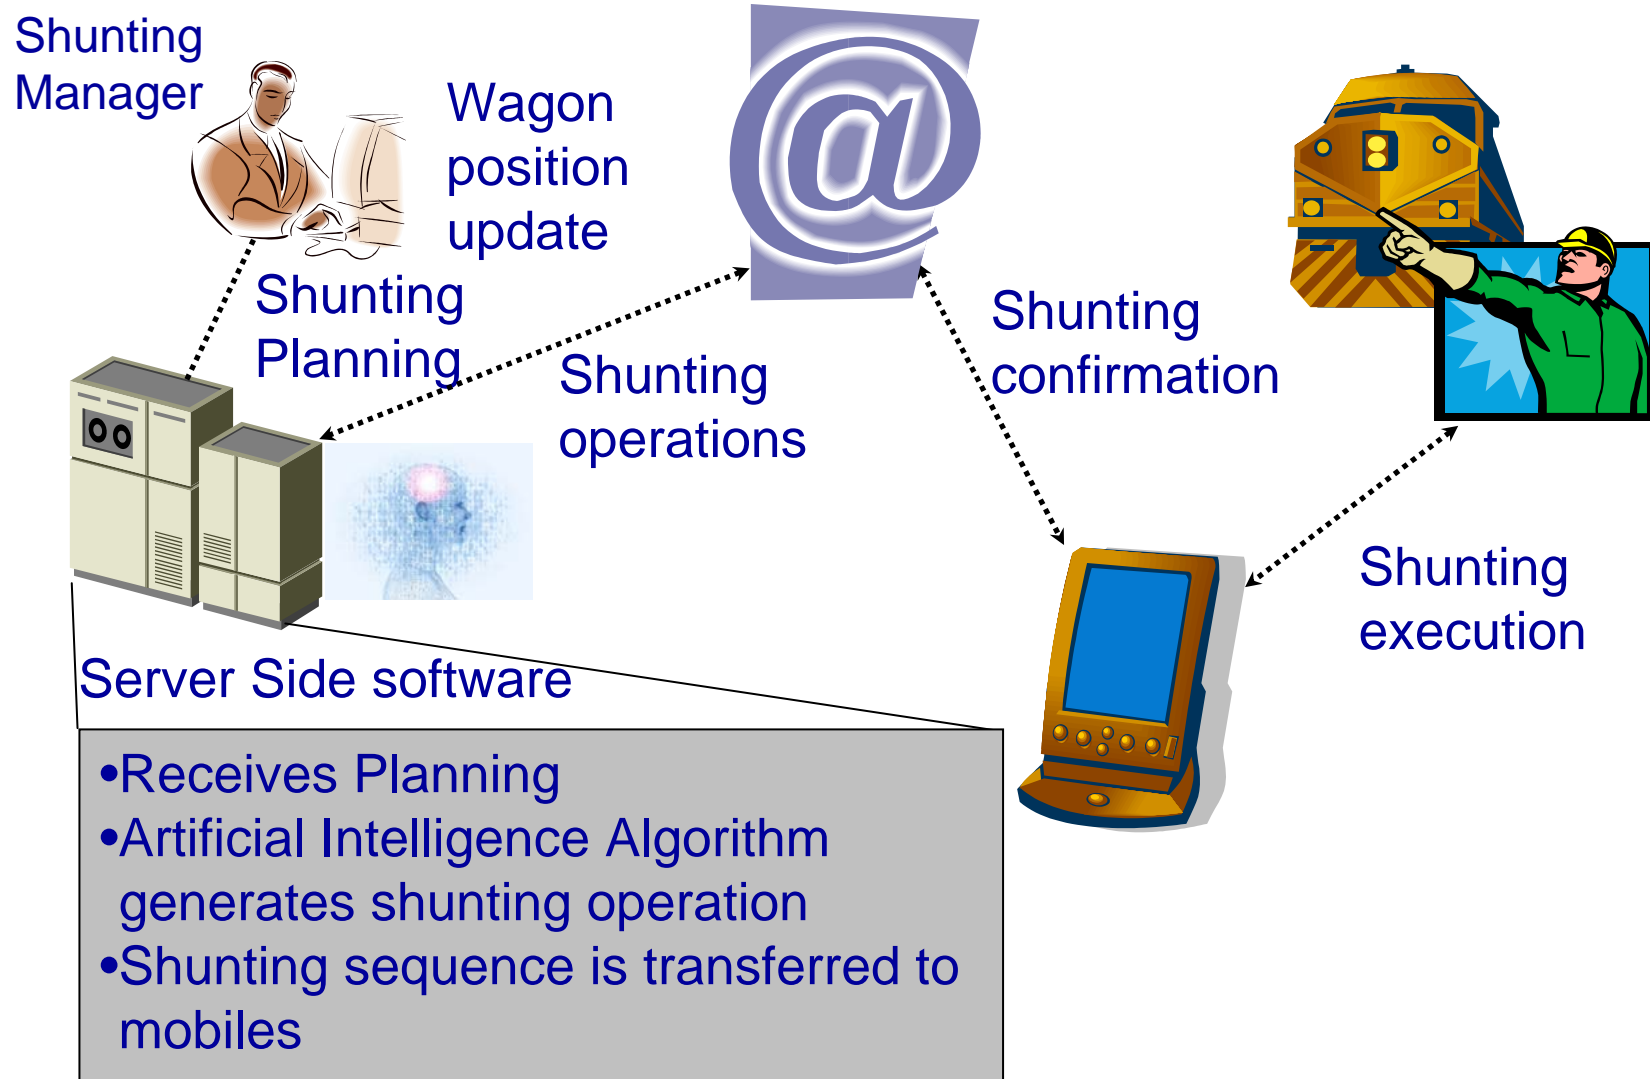 Shunting
Manager
Wagon
position
update
Shunting
Planning
@
Shunting
operations
Shunting
confirmation
Shunting
execution
Server Side software
•Receives Planning
•Artificial Intelligence Algorithm
generates shunting operation
•Shunting sequence is transferred to
mobiles